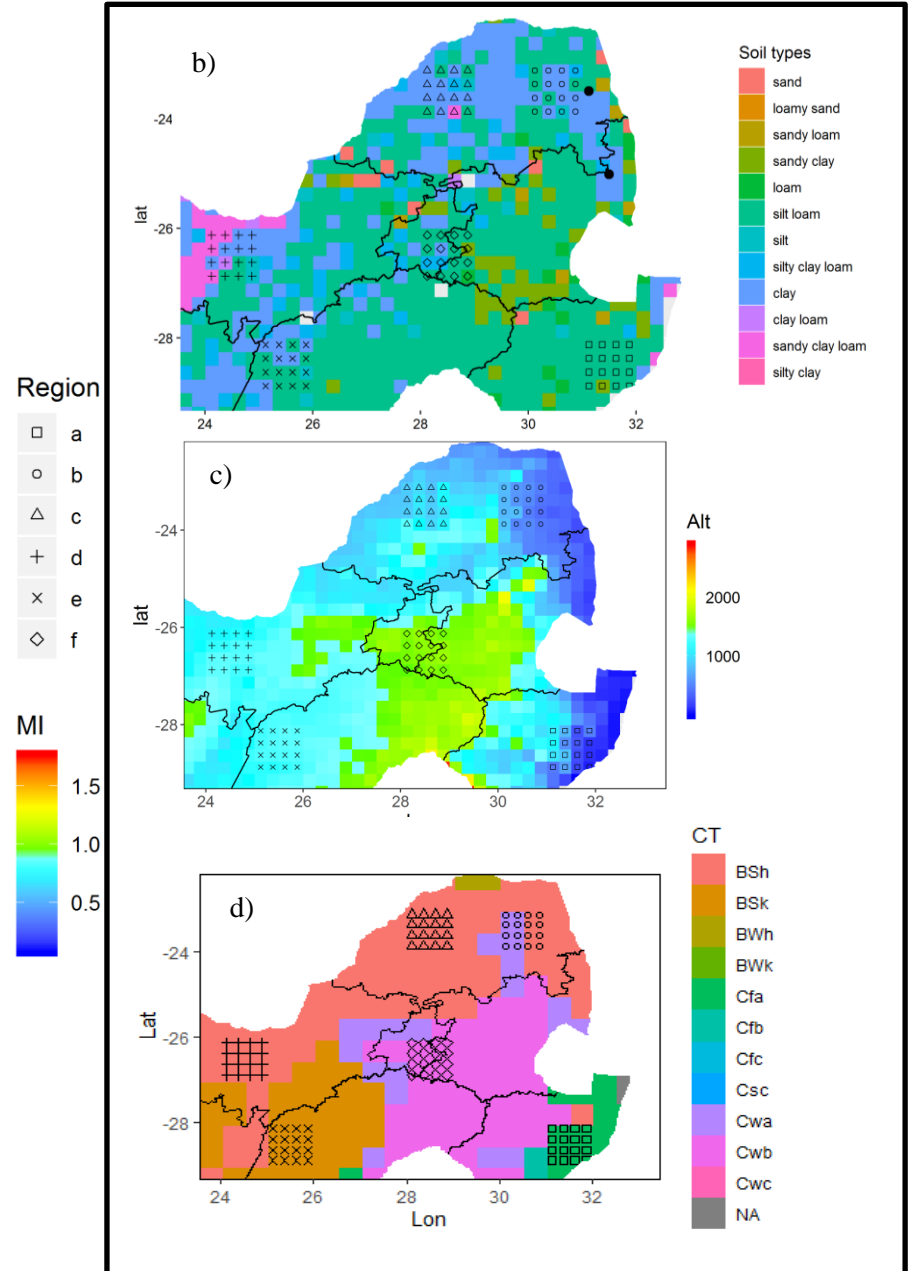 b)
lat
-24
-26
-28
24 26 28 30 32
Soil types
sand
loamy sand
sandy loam
sandy clay
loam
silt loam
silt
silty clay loam
clay
clay loam
sandy clay loam
silty clay
Region
a
b
c
d
e
f
MI
1.5
1.0
0.5
c)
lat
-24
-26
-28
24 26 28 30 32
Alt
2000
1000
d)
Lat
-24
-26
-28
24 26 28 30 32
Lon
CT
BSh
BSk
BWh
BWk
Cfa
Cfb
Cfc
Csc
Cwa
Cwb
Cwc
NA